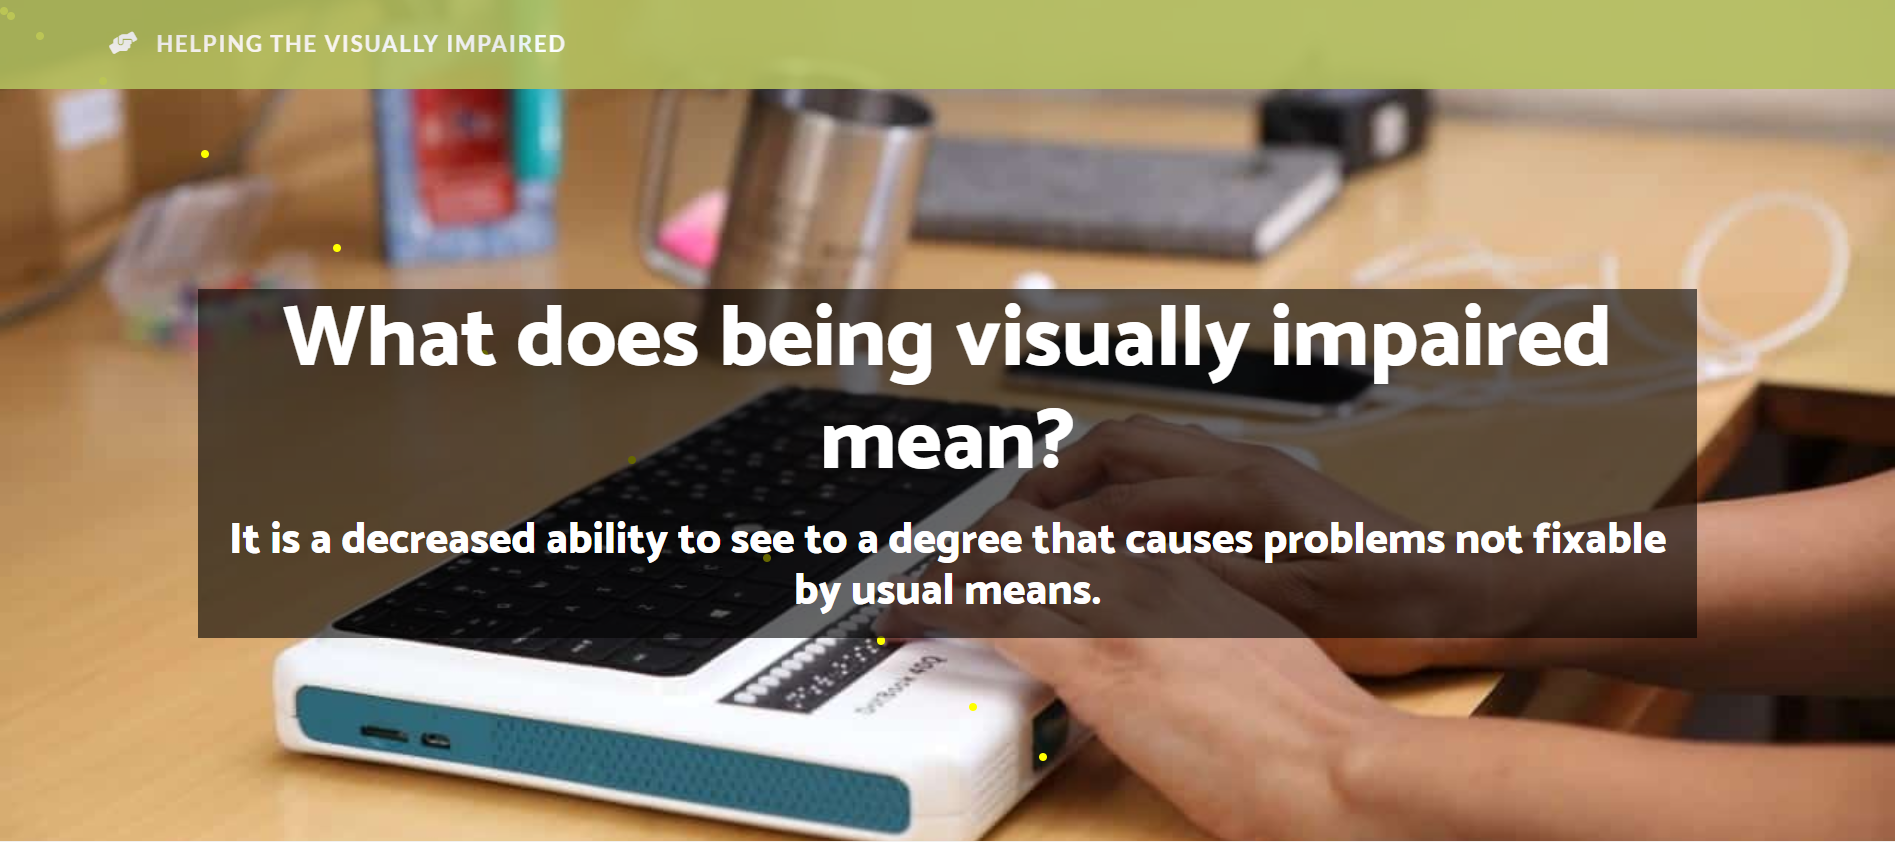 HELPING THE VISUALLY IMPAIRED
What does being visually impaired
mean?
It is a decreased ability to see to a degree that causes problems not fixable
by usual means.
DotBook 40Q